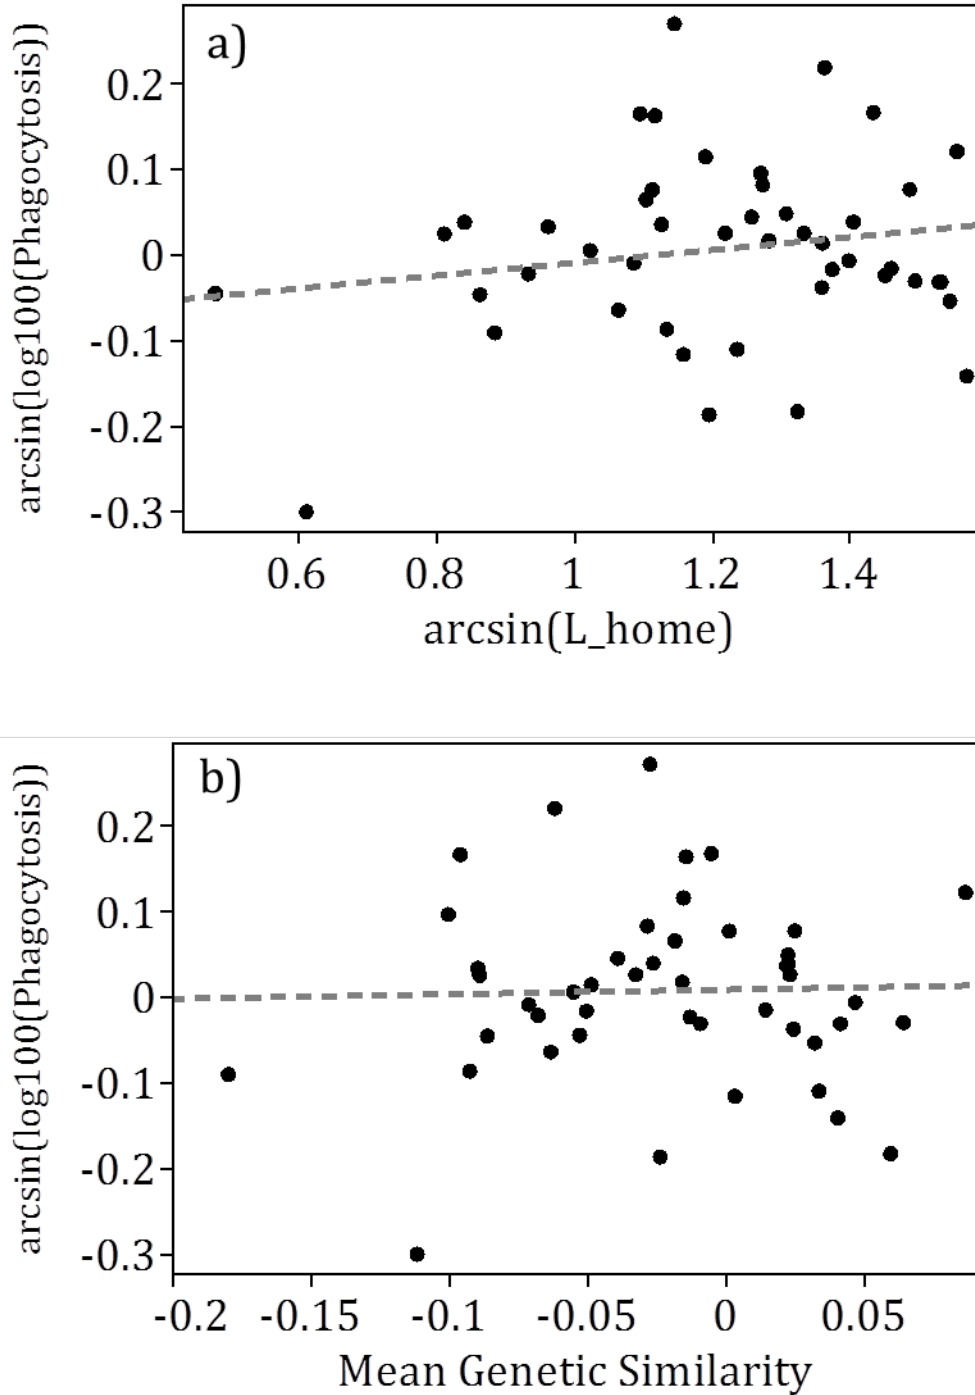 a)
arcsin(log100(Phagocytosis))
0.2
0.1
0
-0.1
-0.2
-0.3
0.6 0.8 1 1.2 1.4
arcsin(L_home)
b)
arcsin(log100(Phagocytosis))
0.2
0.1
0
-0.1
-0.2
-0.3
-0.2 -0.15 -0.1 -0.05 0 0.05
Mean Genetic Similarity